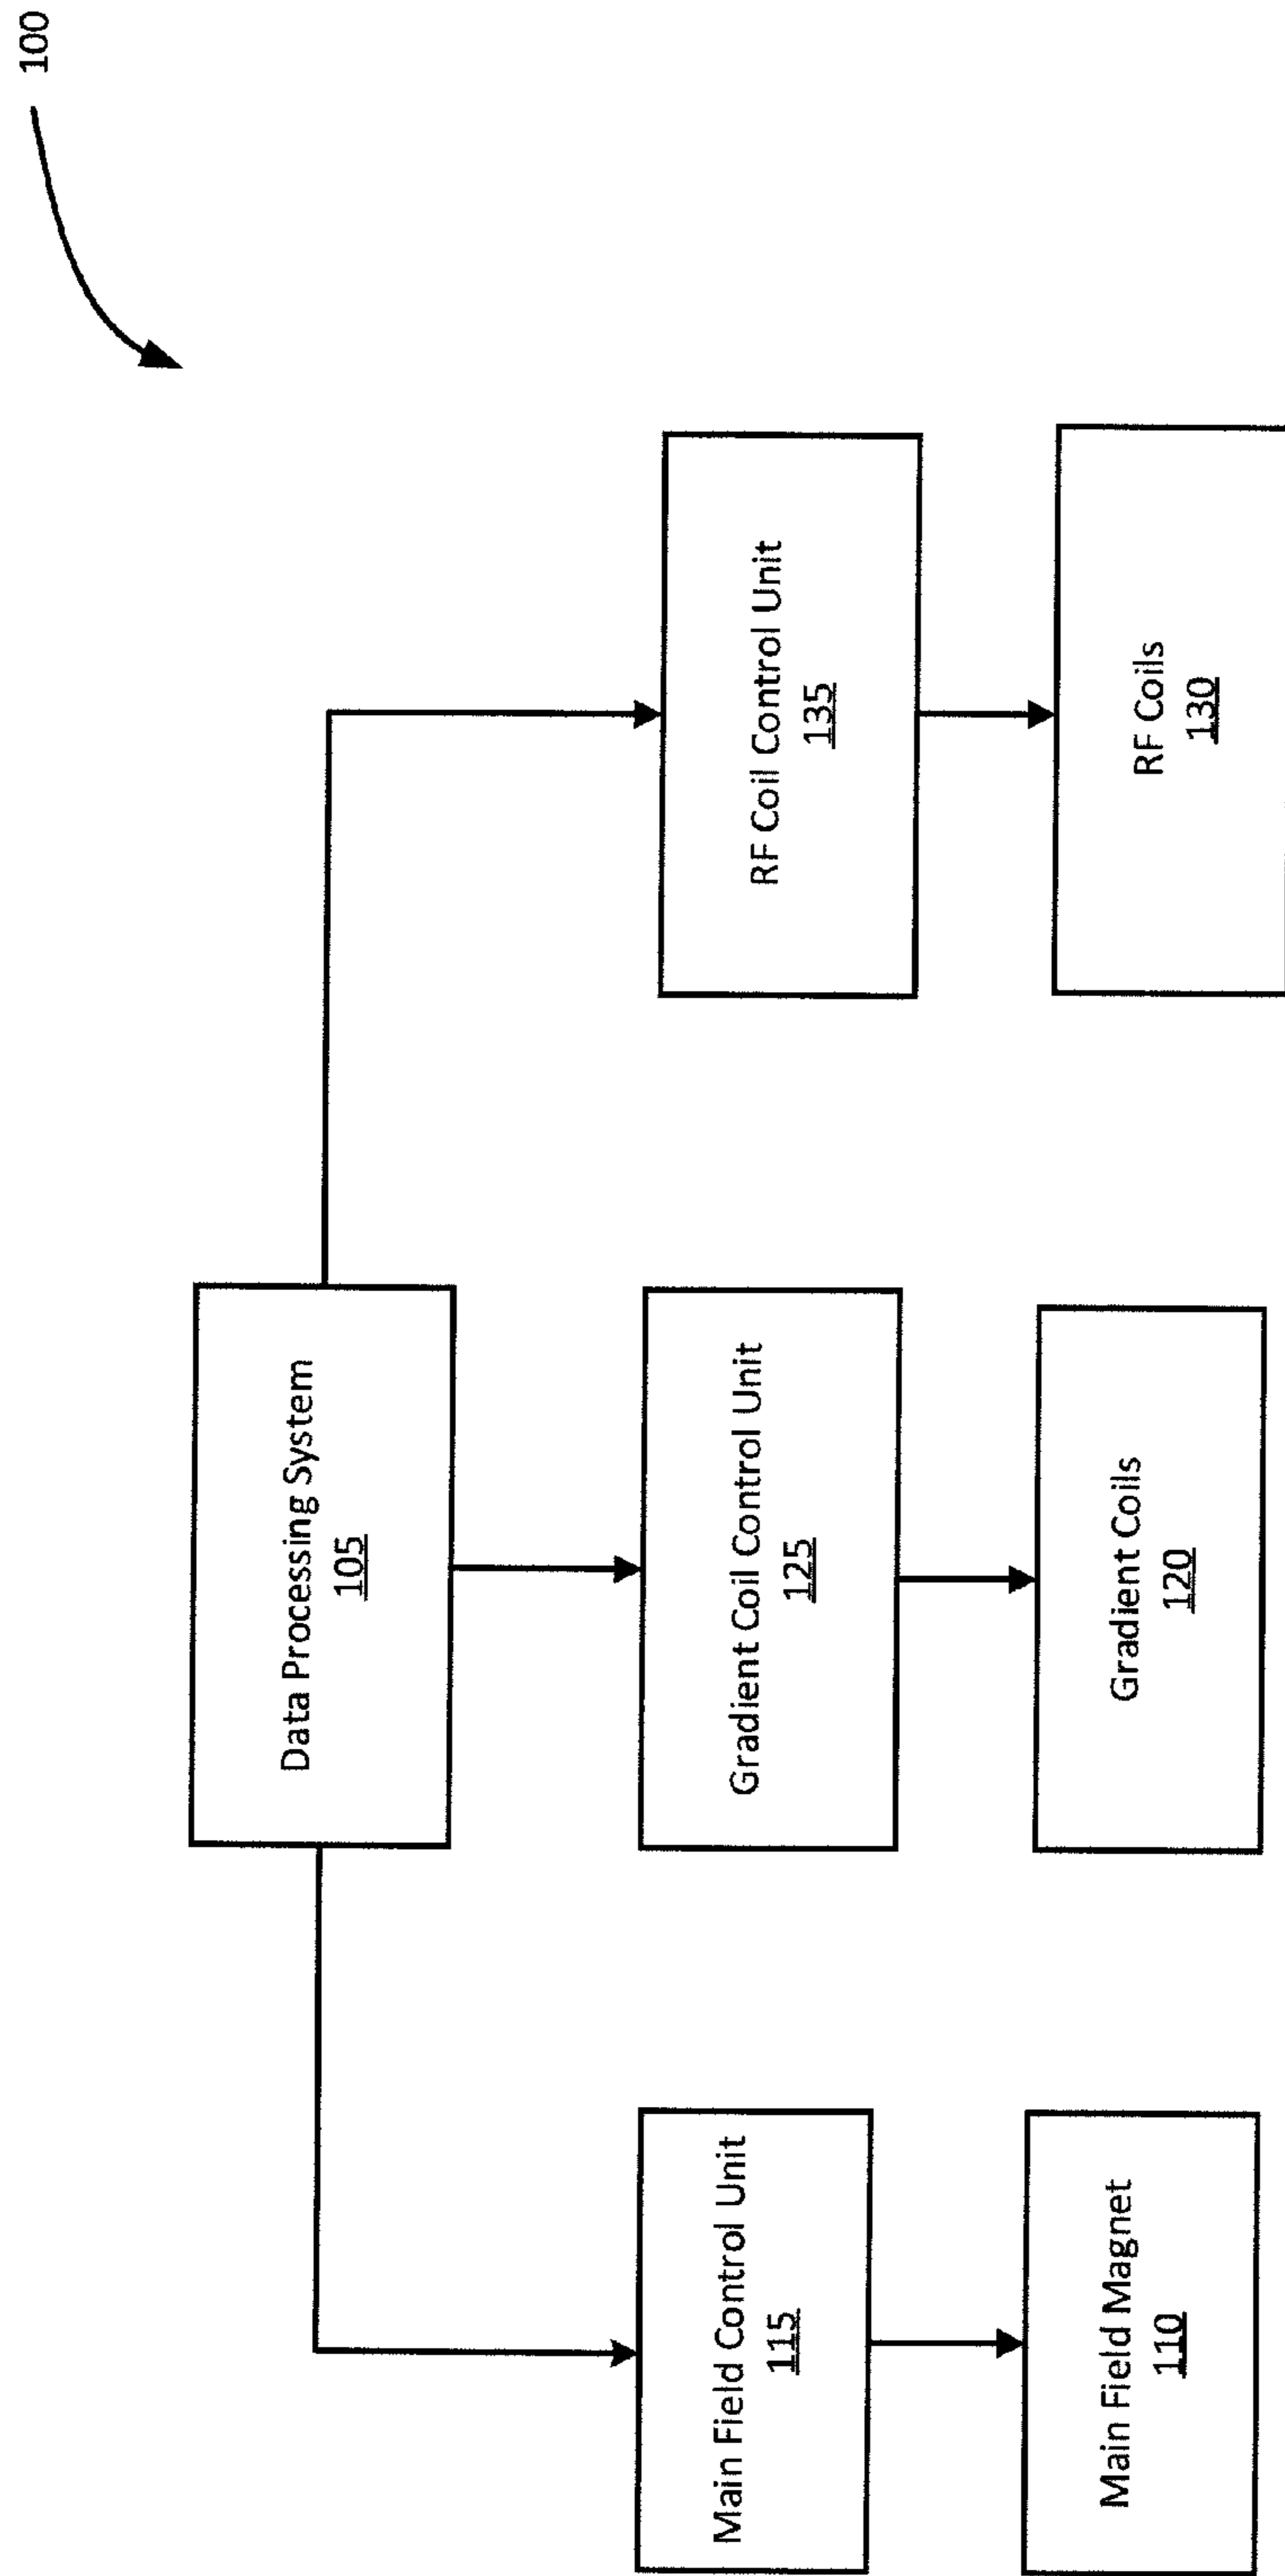 100
Data Processing System
105
Main Field Control Unit
115
Gradient Coil Control Unit
125
RF Coil Control Unit
135
Main Field Magnet
110
Gradient Coils
120
RF Coils
130